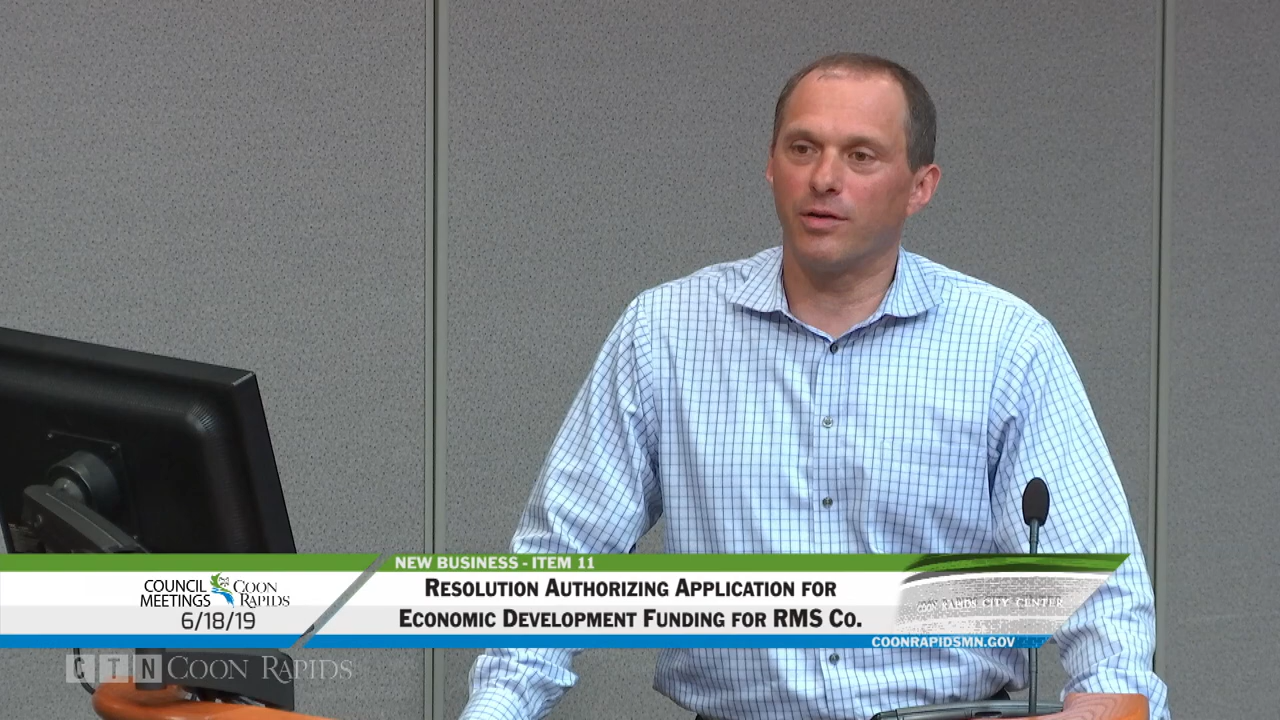 NEW BUSINESS - ITEM 11
COUNCIL MEETINGS
COON RAPIDS
6/18/19
RESOLUTION AUTHORIZING APPLICATION FOR
ECONOMIC DEVELOPMENT FUNDING FOR RMS CO.
COON RAPIDS CITY CENTER
COONRAPIDSMN.GOV
CTN COON RAPIDS